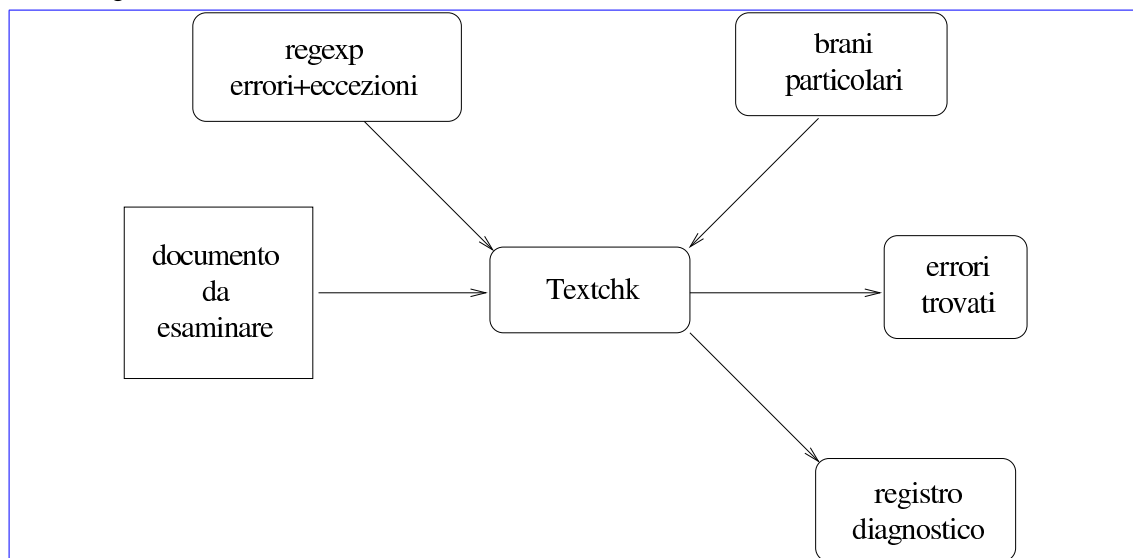 regexp
errori+eccezioni
brani
particolari
documento
da
esaminare
Textchk
errori
trovati
registro
diagnostico